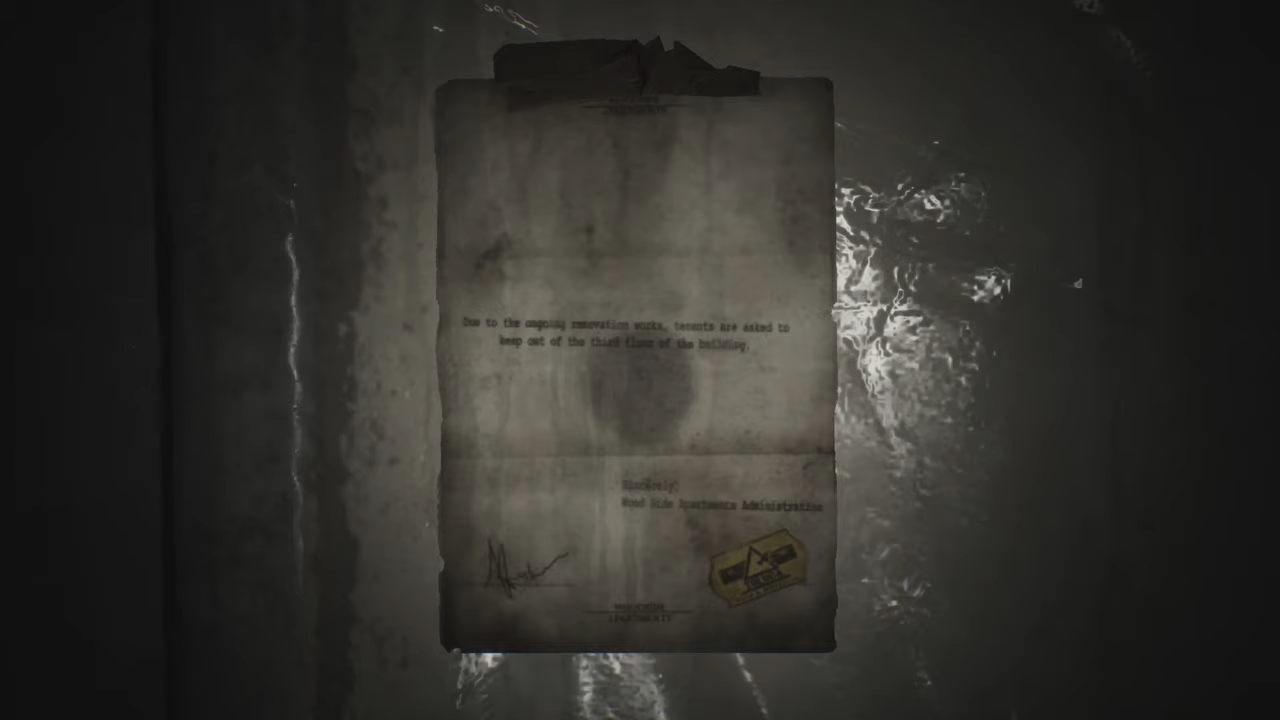 Due to the ongoing renovation works, tenants are asked to
keep out of the third floor of the building.
Sincerely
Wood Side Apartments Administration
APARTMENTS